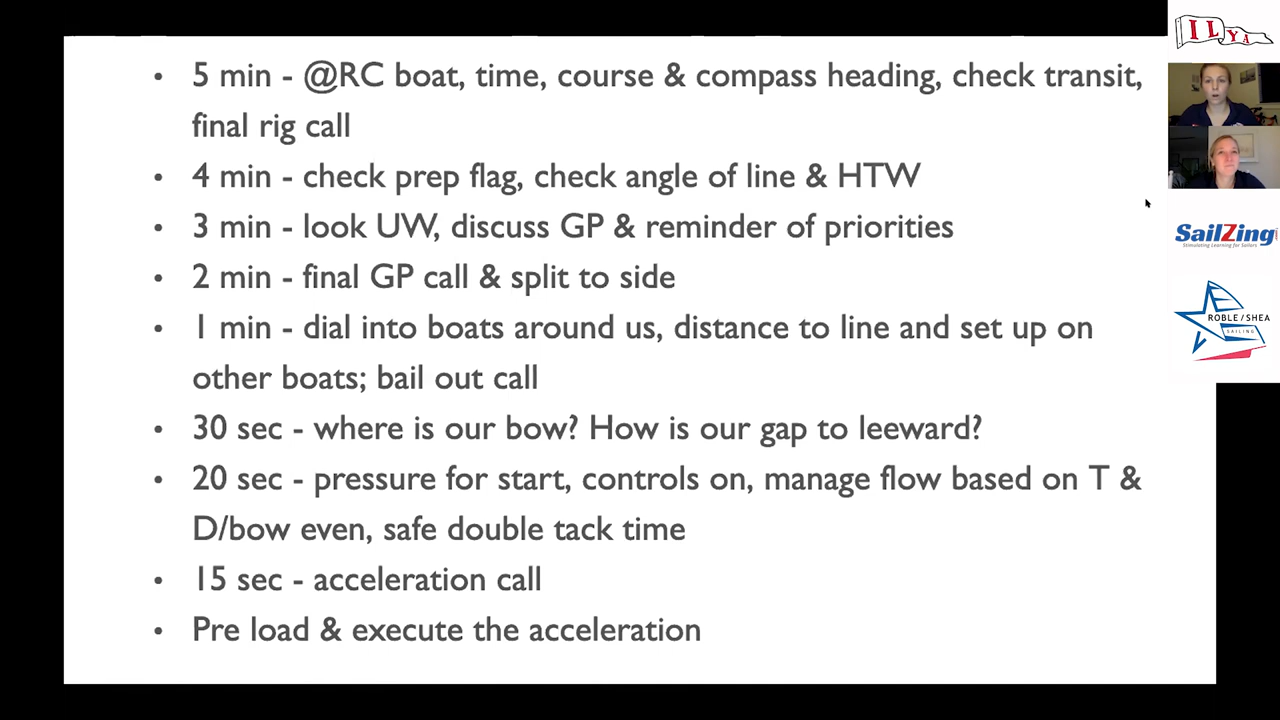 • 5 min - @RC boat, time, course & compass heading, check transit,
final rig call
• 4 min - check prep flag, check angle of line & HTW
• 3 min - look UW, discuss GP & reminder of priorities
• 2 min - final GP call & split to side
• 1 min - dial into boats around us, distance to line and set up on
other boats; bail out call
• 30 sec - where is our bow? How is our gap to leeward?
• 20 sec - pressure for start, controls on, manage flow based on T &
D/bow even, safe double tack time
• 15 sec - acceleration call
• Pre load & execute the acceleration
ILYA
SailZing
Stimulating Learning for Sailors
ROBLE/SHEA
SAILING